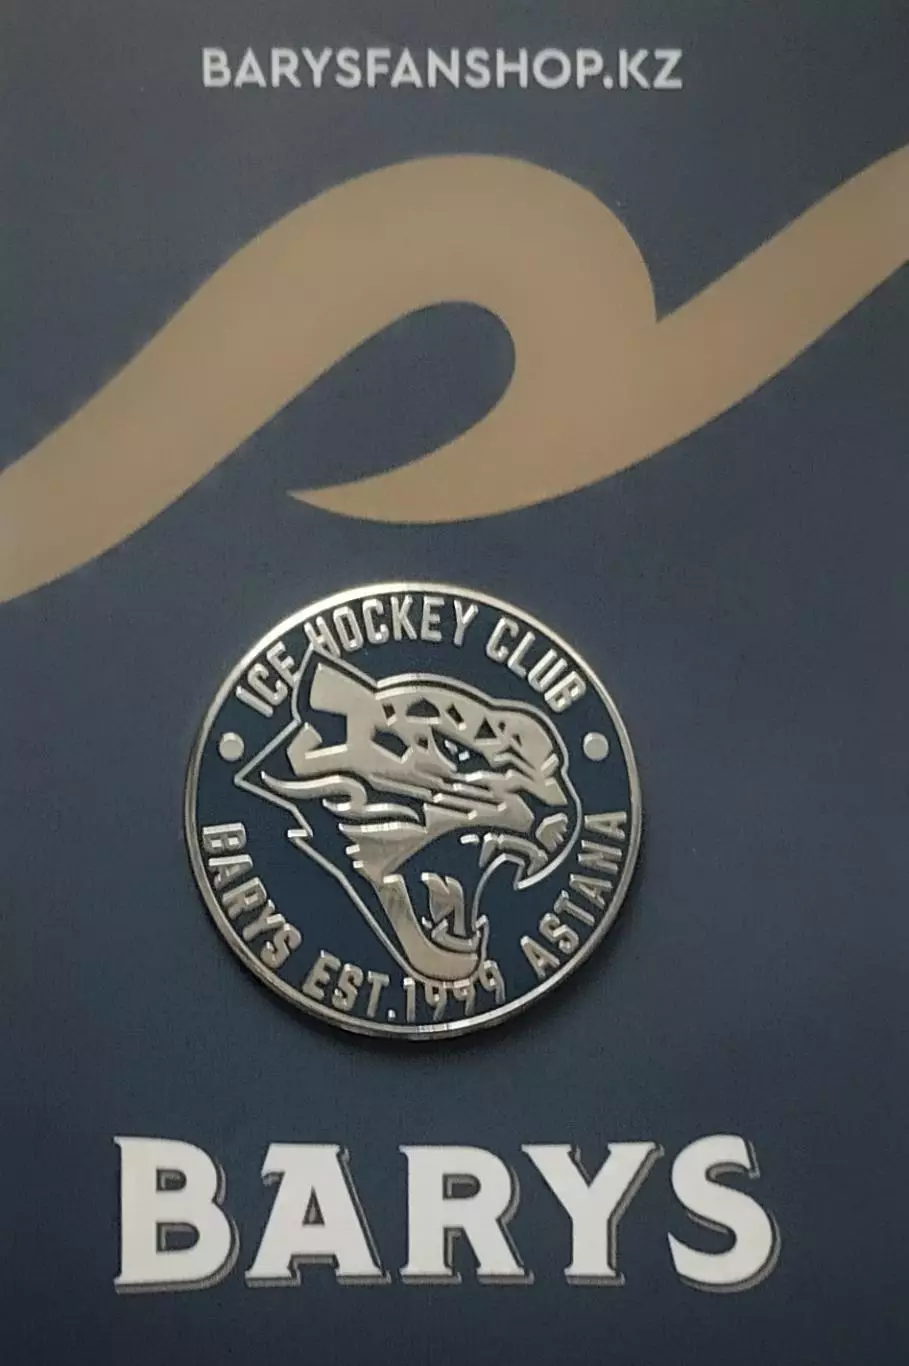 BARYSFANSHOP.KZ
ICE HOCKEY CLUB
BARYS EST.1999 ASTANA
BARYS